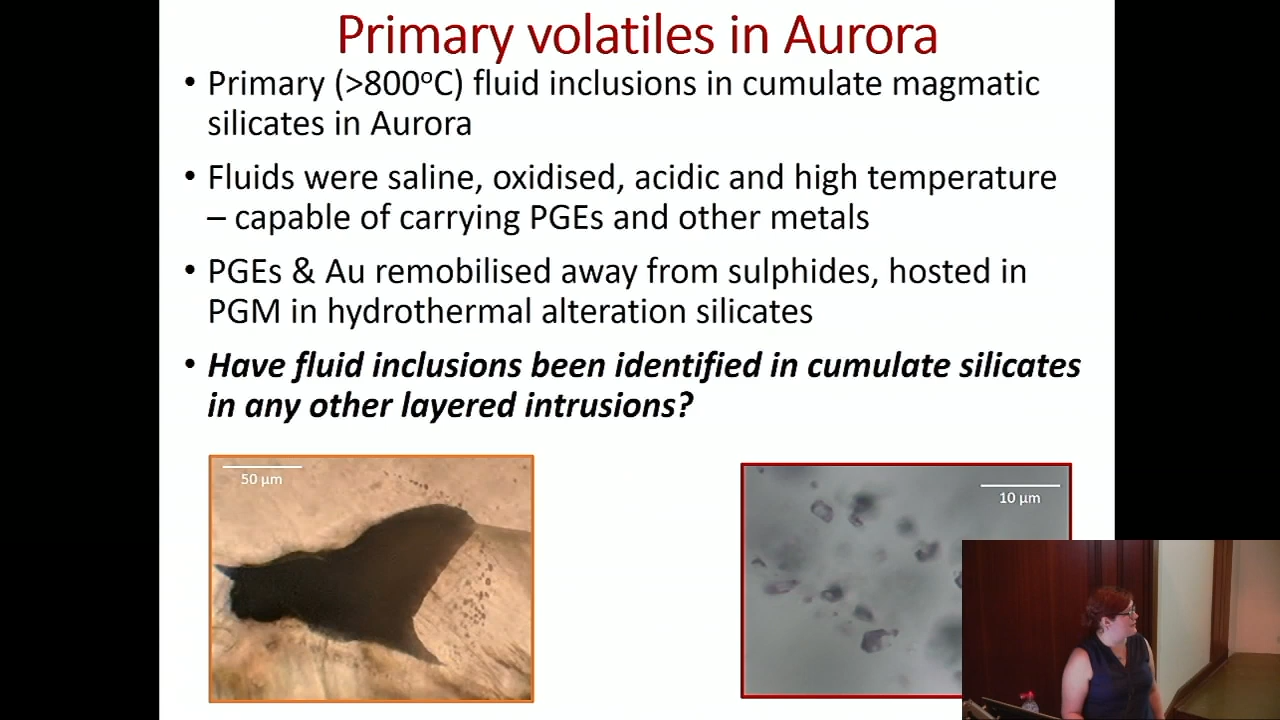 Primary volatiles in Aurora
• Primary (>800ºC) fluid inclusions in cumulate magmatic
silicates in Aurora
• Fluids were saline, oxidised, acidic and high temperature
– capable of carrying PGEs and other metals
• PGEs & Au remobilised away from sulphides, hosted in
PGM in hydrothermal alteration silicates
• Have fluid inclusions been identified in cumulate silicates
in any other layered intrusions?
50 µm
10 µm